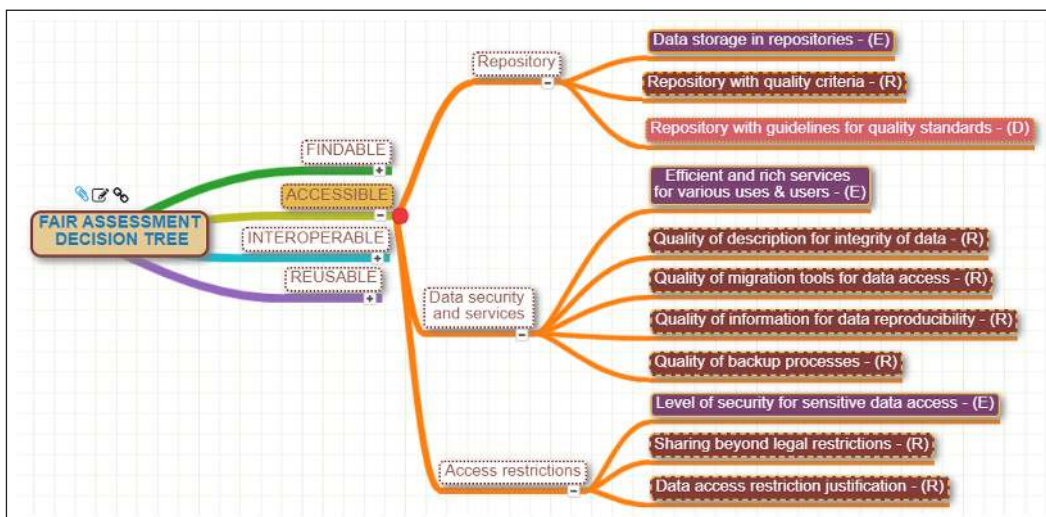 FAIR ASSESSMENT
DECISION TREE
FINDABLE
ACCESSIBLE
INTEROPERABLE
REUSABLE
Repository
Data storage in repositories - (E)
Repository with quality criteria - (R)
Repository with guidelines for quality standards - (D)
Data security
and services
Efficient and rich services
for various uses & users - (E)
Quality of description for integrity of data - (R)
Quality of migration tools for data access - (R)
Quality of information for data reproducibility - (R)
Quality of backup processes - (R)
Access restrictions
Level of security for sensitive data access - (E)
Sharing beyond legal restrictions - (R)
Data access restriction justification - (R)